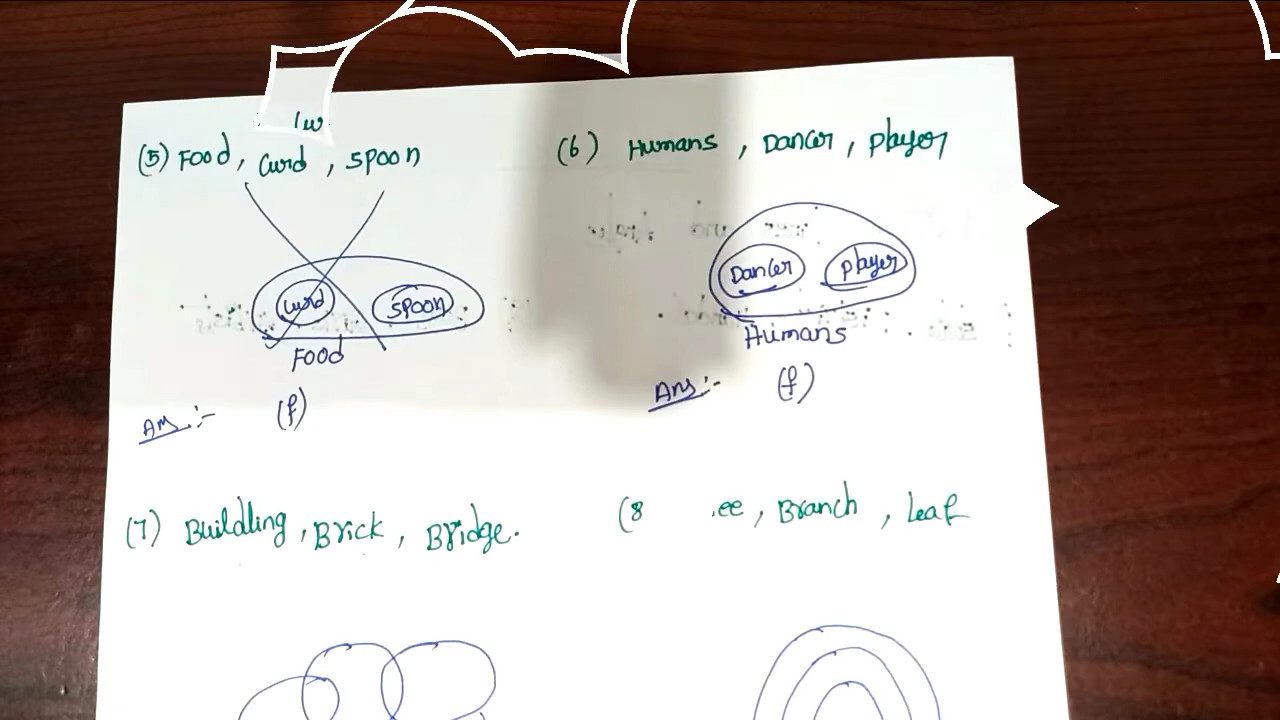 (5) Food, curd, spoon
curd
spoon
Food
Ans :- (f)
(6) Humans, Dancer, player
Dancer
player
Humans
Ans :- (f)
(7) Building, Brick, Bridge.
(8 ee, Branch, Leaf